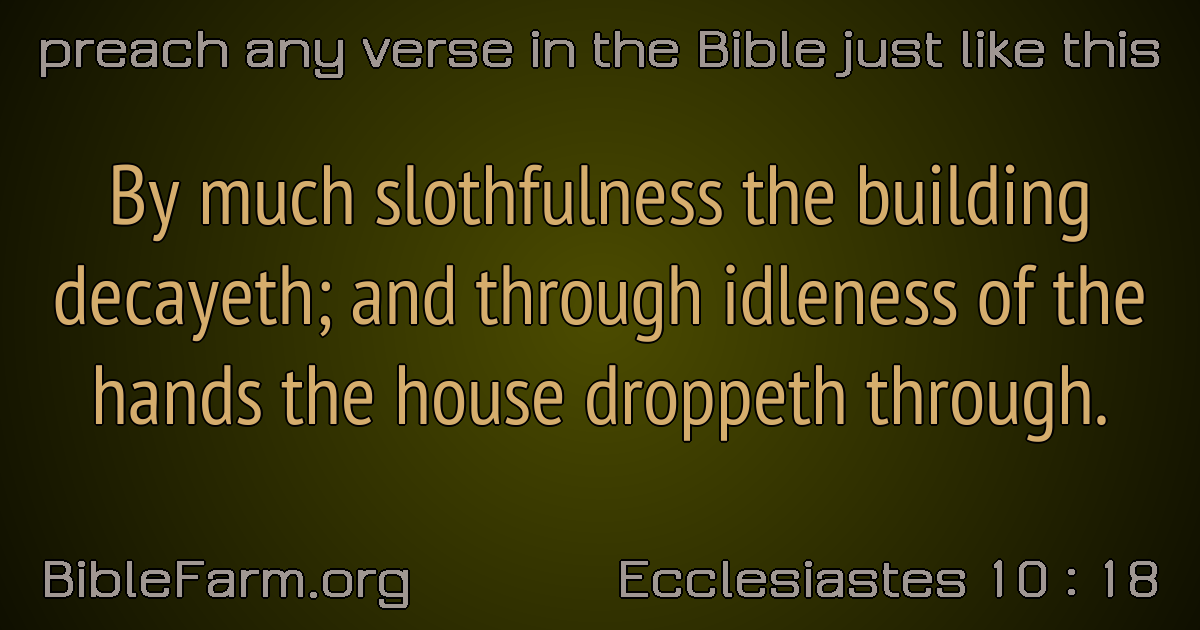 preach any verse in the Bible just like this
By much slothfulness the building
decayeth; and through idleness of the
hands the house droppeth through.
BibleFarm.org
Ecclesiastes 10 : 18